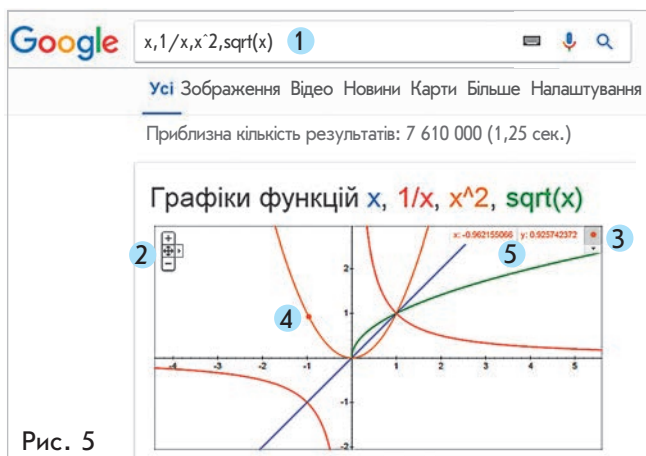 Google x,1/x,x^2,sqrt(x) 1
Усі Зображення Відео Новини Карти Більше Налаштування
Приблизна кількість результатів: 7 610 000 (1,25 сек.)
Графіки функцій x, 1/x, x^2, sqrt(x)
x: -0.962155066 y: 0.925742372
2 3
5
2
4 1
-4 -3 -2 -1 1 2 3 4 5
-1
-2
Рис. 5